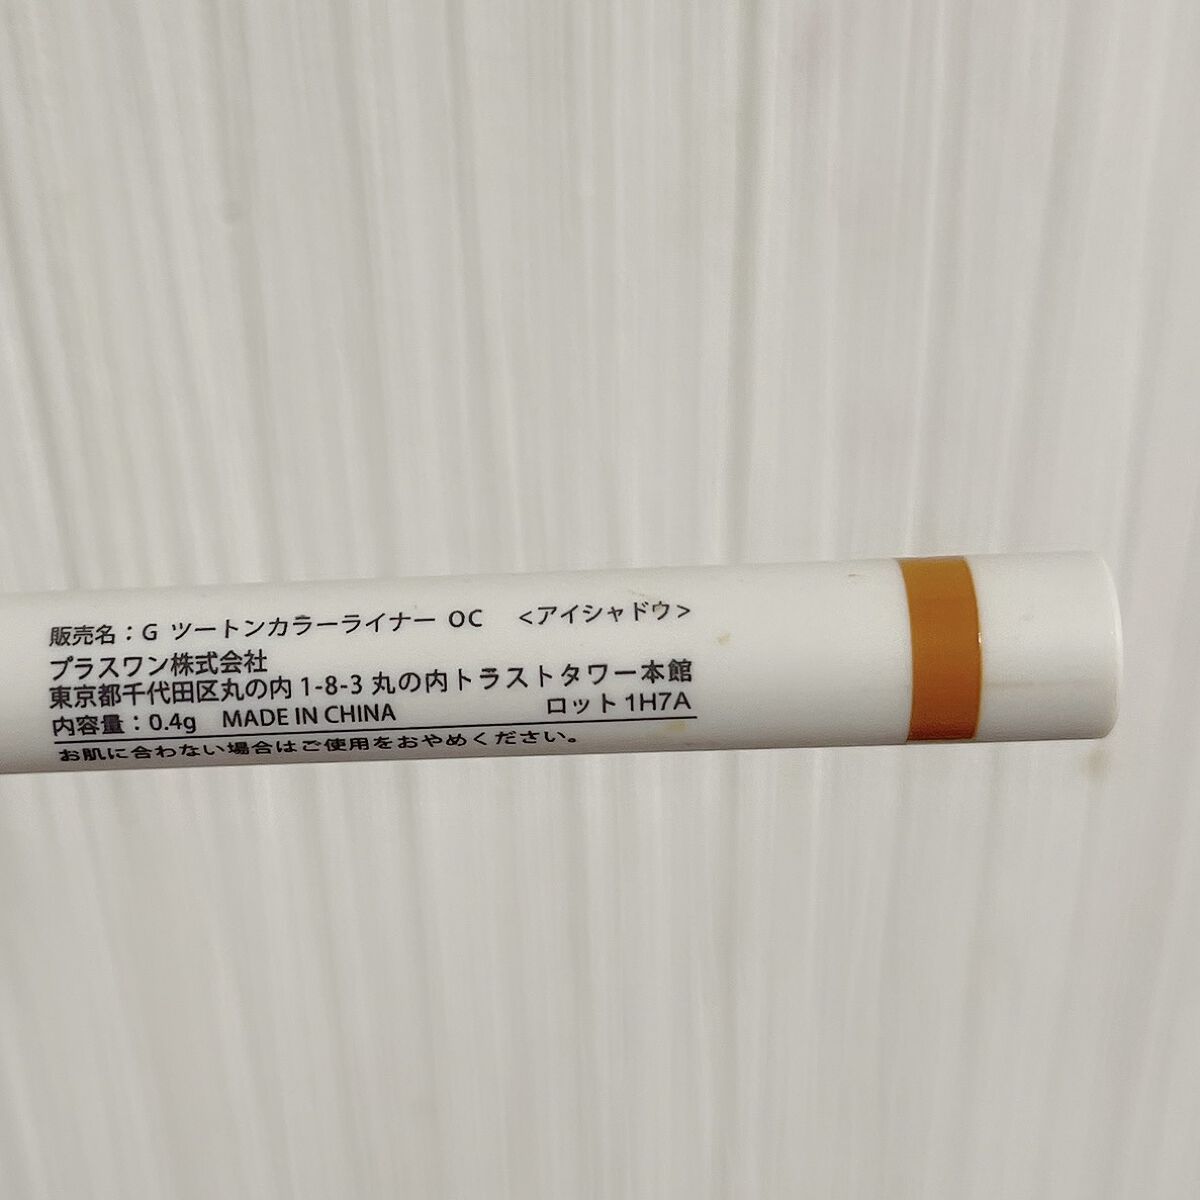 販売名：G ツートンカラーライナー OC <アイシャドウ>
プラスワン株式会社
東京都千代田区丸の内1-8-3 丸の内トラストタワー本館
内容量：0.4g MADE IN CHINA ロット 1H7A
お肌に合わない場合はご使用をおやめください。